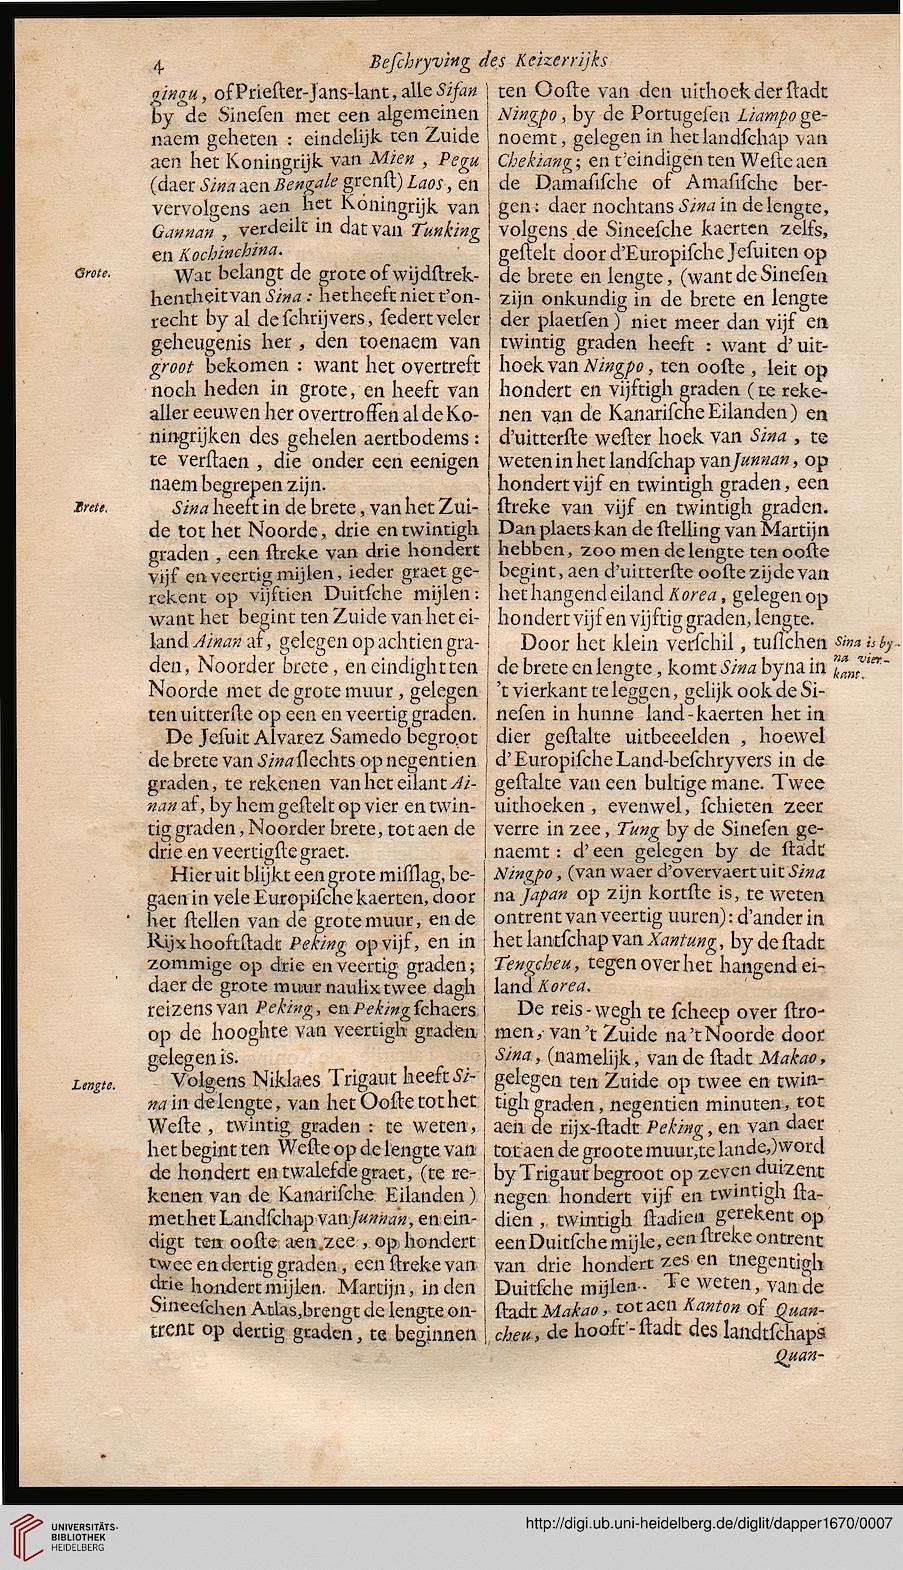 4
Beſchryving des Keizerrijks
gingu, of Prieſter-Jans-lant, alle Sifan
by de Sineſen met een algemeinen
naem geheten : eindelijk ten Zuide
aen het Koningrijk van Mien , Pegu
(daer Sina aen Bengale grenſt) Laos, en
vervolgens aen het Koningrijk van
Gannan , verdeilt in dat van Tunking
en Kochinchina.
Grote.
Wat belangt de grote of wijdſtrek-
hentheit van Sina : het heeft niet t'on-
recht by al de ſchrijvers, ſedert veler
geheugenis her , den toenaem van
groot bekomen : want het overtreft
noch heden in grote, en heeft van
aller eeuwen her overtroffen al de Ko-
ningrijken des gehelen aertbodems :
te verſtaen , die onder een eenigen
naem begrepen zijn.
Brete.
Sina heeft in de brete, van het Zui-
de tot het Noorde, drie en twintigh
graden , een ſtreke van drie hondert
vijf en veertig mijlen, ieder graet ge-
rekent op vijftien Duitſche mijlen :
want het begint ten Zuide van het ei-
land Ainan af, gelegen op achtien gra-
den, Noorder brete, en eindight ten
Noorde met de grote muur , gelegen
ten uitterſte op een en veertig graden.
De Jeſuit Alvarez Samedo begroot
de brete van Sina ſlechts op negentien
graden, te rekenen van het eilant Ai-
nan af, by hem geſtelt op vier en twin-
tig graden, Noorder brete, tot aen de
drie en veertigſte graet.
Hier uit blijkt een grote miſſlag, be-
gaen in vele Europiſche kaerten, door
het ſtellen van de grote muur, en de
Rijxhooftſtadt Peking op vijf, en in
zommige op drie en veertig graden;
daer de grote muur naulix twee dagh
reizens van Peking, en Peking ſchaers
op de hooghte van veertigh graden
gelegen is.
Lengte.
Volgens Niklaes Trigaut heeft Si-
na in de lengte, van het Ooſte tot het
Weſte , twintig graden : te weten,
het begint ten Weſte op de lengte van
de hondert en twalefde graet, (te re-
kenen van de Kanariſche Eilanden)
met het Landſchap van Junnan, en ein-
digt ten ooſte aen zee , op hondert
twee en dertig graden, een ſtreke van
drie hondert mijlen. Martijn, in den
Sineeſchen Atlas, brengt de lengte on-
trent op dertig graden, te beginnen
ten Ooſte van den uithoek der ſtadt
Ningpo, by de Portugeſen Liampo ge-
noemt, gelegen in het landſchap van
Chekiang; en t'eindigen ten Weſte aen
de Damaſiſche of Amaſiſche ber-
gen: daer nochtans Sina in de lengte,
volgens de Sineeſche kaerten zelfs,
geſtelt door d'Europiſche Jeſuiten op
de brete en lengte, (want de Sineſen
zijn onkundig in de brete en lengte
der plaetſen) niet meer dan vijf en
twintig graden heeft : want d' uit-
hoek van Ningpo, ten ooſte , leit op
hondert en vijftigh graden (te reke-
nen van de Kanariſche Eilanden) en
d'uitterſte weſter hoek van Sina , te
weten in het landſchap van Junnan, op
hondert vijf en twintigh graden, een
ſtreke van vijf en twintigh graden.
Dan plaets kan de ſtelling van Martijn
hebben, zoo men de lengte ten ooſte
begint, aen d'uitterſte ooſte zijde van
het hangend eiland Korea, gelegen op
hondert vijf en vijftig graden, lengte.
Door het klein verſchil , tuſſchen
Sina is by-
na vier-
kant.
de brete en lengte, komt Sina byna in
't vierkant te leggen, gelijk ook de Si-
neſen in hunne land-kaerten het in
dier geſtalte uitbeeelden , hoewel
d'Europiſche Land-beſchryvers in de
geſtalte van een bultige mane. Twee
uithoeken , evenwel, ſchieten zeer
verre in zee, Tung by de Sineſen ge-
naemt : d'een gelegen by de ſtadt
Ningpo, (van waer d'overvaert uit Sina
na Japan op zijn kortſte is, te weten
ontrent van veertig uuren): d'ander in
het lantſchap van Xantung, by de ſtadt
Tengcheu, tegen over het hangend ei-
land Korea.
De reis-wegh te ſcheep over ſtro-
men, van 't Zuide na 't Noorde door
Sina, (namelijk, van de ſtadt Makao,
gelegen ten Zuide op twee en twin-
tigh graden, negentien minuten, tot
aen de rijx-ſtadt Peking, en van daer
tot aen de groote muur, te lande,) word
by Trigaut begroot op zeven duizent
negen hondert vijf en twintigh ſta-
dien , twintigh ſtadien gerekent op
een Duitſche mijle, een ſtreke ontrent
van drie hondert zes en tnegentigh
Duitſche mijlen. Te weten, van de
ſtadt Makao, tot aen Kanton of Quan-
cheu, de hooft-ſtadt des landtſchaps
Quan-
UNIVERSITÄTS-
BIBLIOTHEK
HEIDELBERG
http://digi.ub.uni-heidelberg.de/diglit/dapper1670/0007